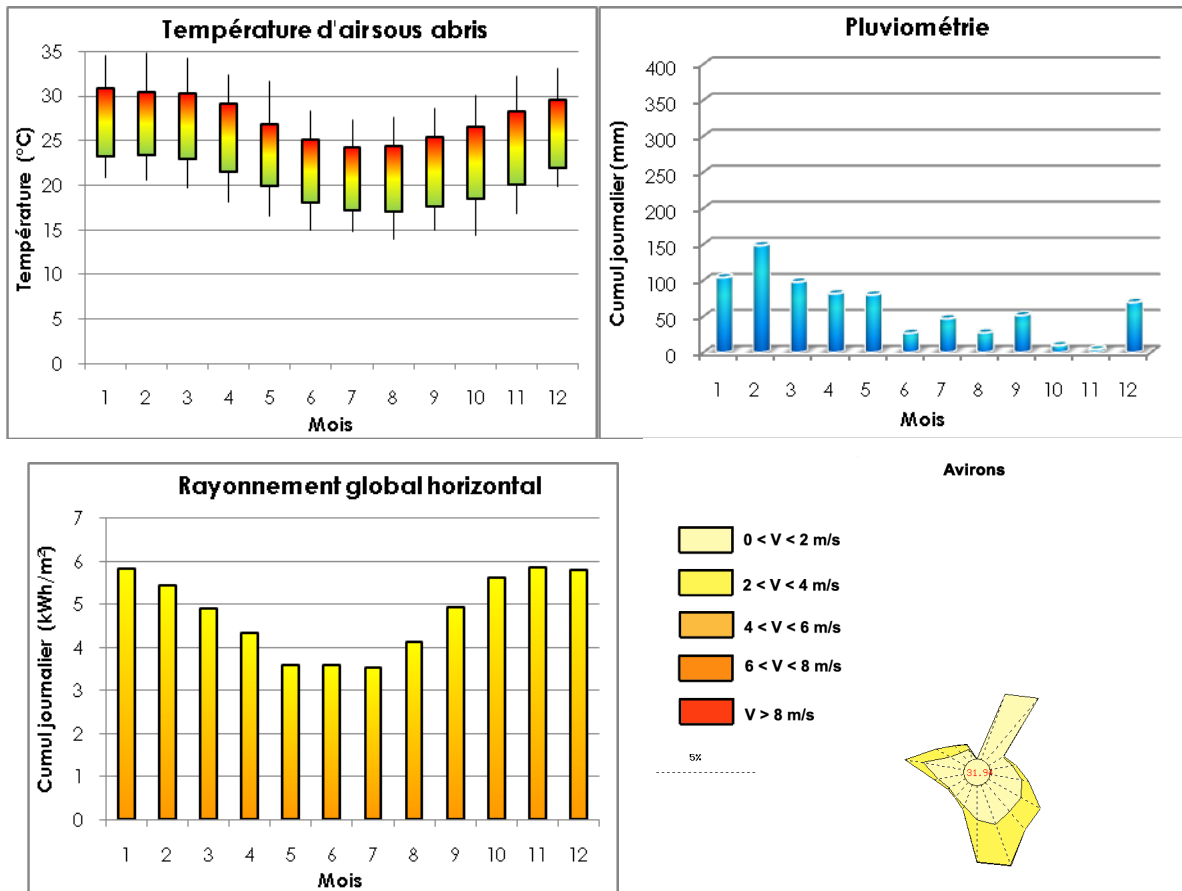 Température d'air sous abris
Température (°C)
35
30
25
20
15
10
5
0
1 2 3 4 5 6 7 8 9 10 11 12
Mois
Pluviométrie
Cumul journalier (mm)
400
350
300
250
200
150
100
50
0
1 2 3 4 5 6 7 8 9 10 11 12
Mois
Rayonnement global horizontal
Cumul journalier (kWh/m²)
7
6
5
4
3
2
1
0
1 2 3 4 5 6 7 8 9 10 11 12
Mois
Avirons
0 < V < 2 m/s
2 < V < 4 m/s
4 < V < 6 m/s
6 < V < 8 m/s
V > 8 m/s
5%
31.9